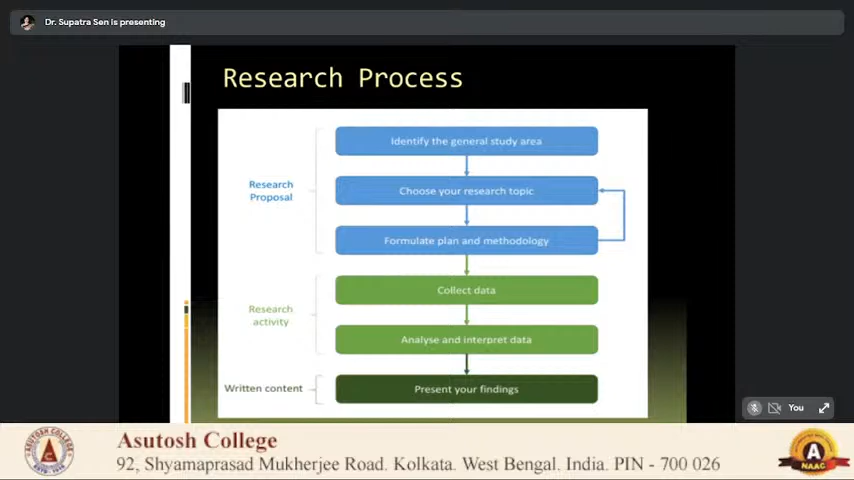 Dr. Supatra Sen is presenting
Research Process
Identify the general study area
Research
Proposal
Choose your research topic
Formulate plan and methodology
Collect data
Research
activity
Analyse and interpret data
Written content
Present your findings
You
Asutosh College
92, Shyamaprasad Mukherjee Road. Kolkata. West Bengal. India. PIN - 700 026
A
NAAC